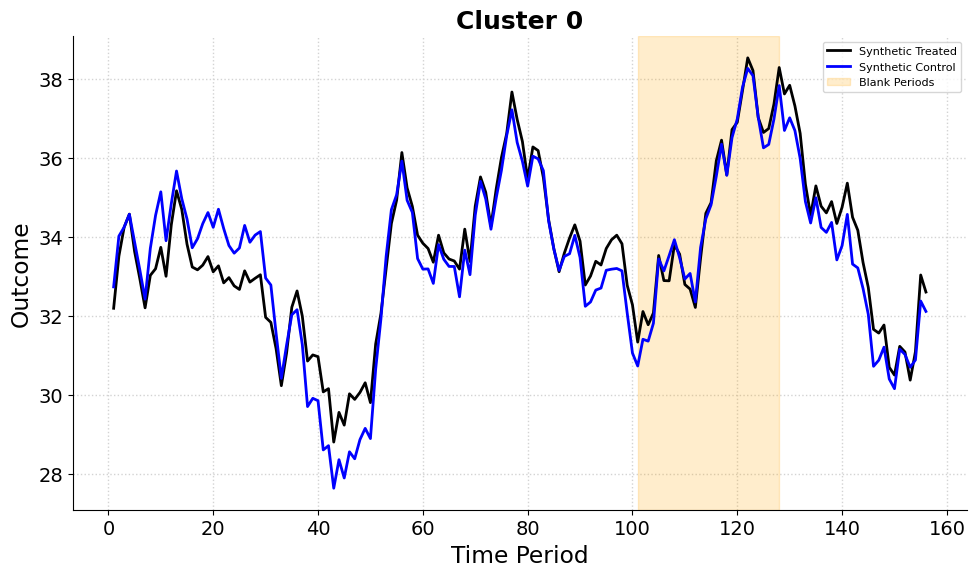 Cluster 0
Synthetic Treated
Synthetic Control
Blank Periods
Outcome
38
36
34
32
30
28
0 20 40 60 80 100 120 140 160
Time Period